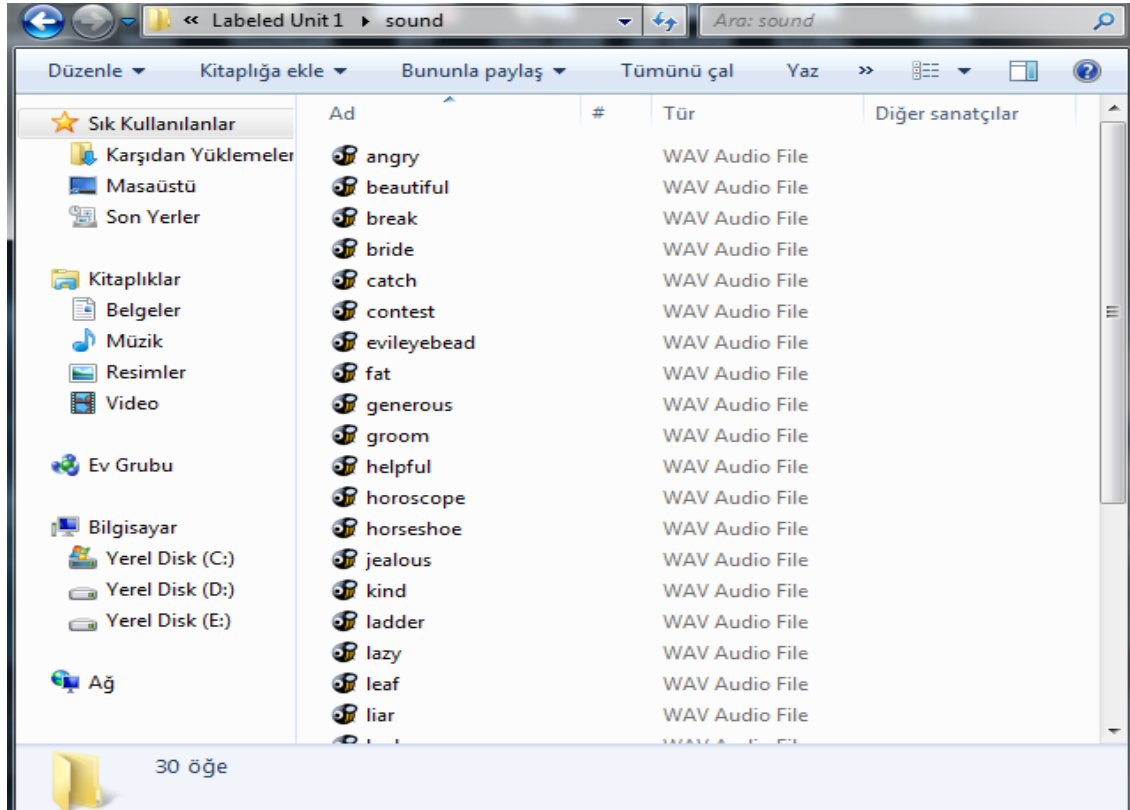 « Labeled Unit 1 ▸ sound
Ara: sound
Düzenle Kitaplığa ekle Bununla paylaş Tümünü çal Yaz »
Ad # Tür Diğer sanatçılar
Sık Kullanılanlar
Karşıdan Yüklemeler
Masaüstü
Son Yerler
Kitaplıklar
Belgeler
Müzik
Resimler
Video
Ev Grubu
Bilgisayar
Yerel Disk (C:)
Yerel Disk (D:)
Yerel Disk (E:)
Ağ
angry WAV Audio File
beautiful WAV Audio File
break WAV Audio File
bride WAV Audio File
catch WAV Audio File
contest WAV Audio File
evileyebead WAV Audio File
fat WAV Audio File
generous WAV Audio File
groom WAV Audio File
helpful WAV Audio File
horoscope WAV Audio File
horseshoe WAV Audio File
jealous WAV Audio File
kind WAV Audio File
ladder WAV Audio File
lazy WAV Audio File
leaf WAV Audio File
liar WAV Audio File
30 öğe